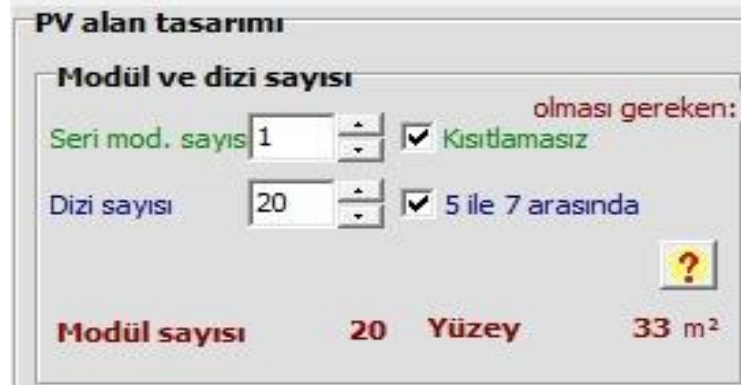 PV alan tasarımı
Modül ve dizi sayısı
olması gereken:
Seri mod. sayıs 1 Kısıtlamasız
Dizi sayısı 20 5 ile 7 arasında
?
Modül sayısı 20 Yüzey 33 m²